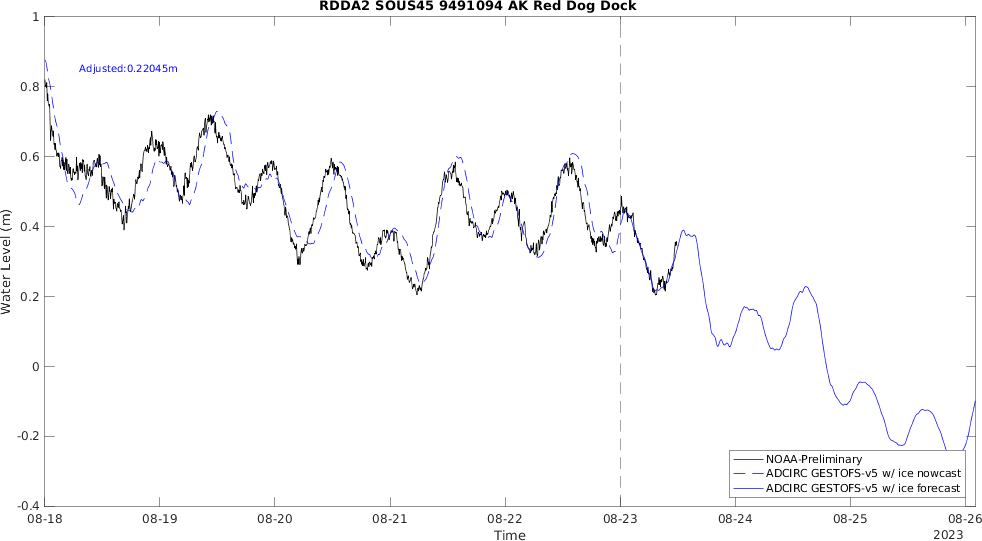 RDDA2 SOUS45 9491094 AK Red Dog Dock
Adjusted:0.22045m
Water Level (m)
1
0.8
0.6
0.4
0.2
0
-0.2
-0.4
NOAA-Preliminary
ADCIRC GESTOFS-v5 w/ ice nowcast
ADCIRC GESTOFS-v5 w/ ice forecast
08-18 08-19 08-20 08-21 08-22 08-23 08-24 08-25 08-26
Time
2023